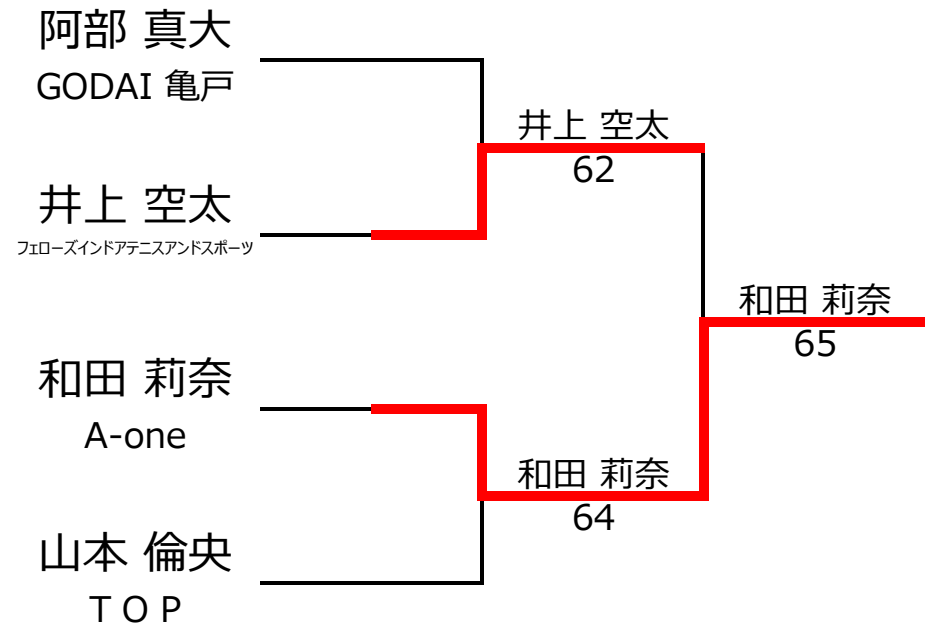 阿部 真大
GODAI 亀戸
井上 空太
62
井上 空太
フェローズインドアテニスアンドスポーツ
和田 莉奈
65
和田 莉奈
A-one
和田 莉奈
64
山本 倫央
T O P